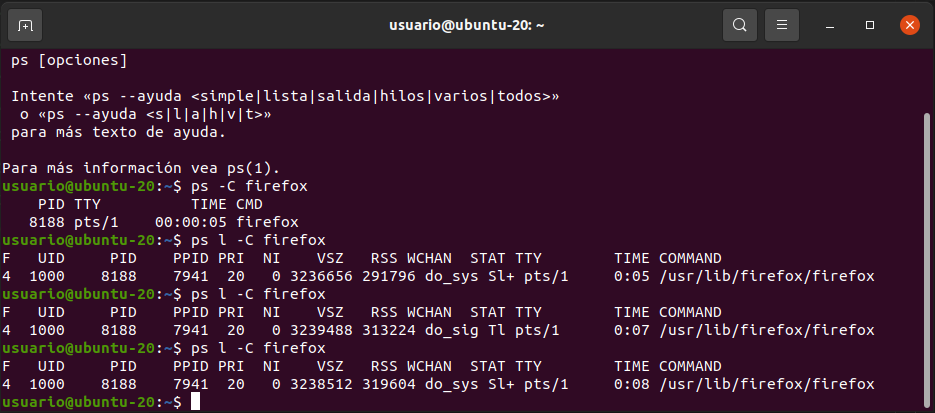 usuario@ubuntu-20: ~
ps [opciones]
Intente «ps --ayuda <simple|lista|salida|hilos|varios|todos>»
o «ps --ayuda <s|l|a|h|v|t>»
para más texto de ayuda.
Para más información vea ps(1).
usuario@ubuntu-20:~$ ps -C firefox
PID TTY          TIME CMD
8188 pts/1    00:00:05 firefox
usuario@ubuntu-20:~$ ps l -C firefox
F   UID     PID    PPID PRI  NI    VSZ   RSS WCHAN  STAT TTY        TIME COMMAND
4  1000    8188    7941  20   0 3236656 291796 do_sys Sl+ pts/1     0:05 /usr/lib/firefox/firefox
usuario@ubuntu-20:~$ ps l -C firefox
F   UID     PID    PPID PRI  NI    VSZ   RSS WCHAN  STAT TTY        TIME COMMAND
4  1000    8188    7941  20   0 3239488 313224 do_sig Tl pts/1      0:07 /usr/lib/firefox/firefox
usuario@ubuntu-20:~$ ps l -C firefox
F   UID     PID    PPID PRI  NI    VSZ   RSS WCHAN  STAT TTY        TIME COMMAND
4  1000    8188    7941  20   0 3238512 319604 do_sys Sl+ pts/1     0:08 /usr/lib/firefox/firefox
usuario@ubuntu-20:~$